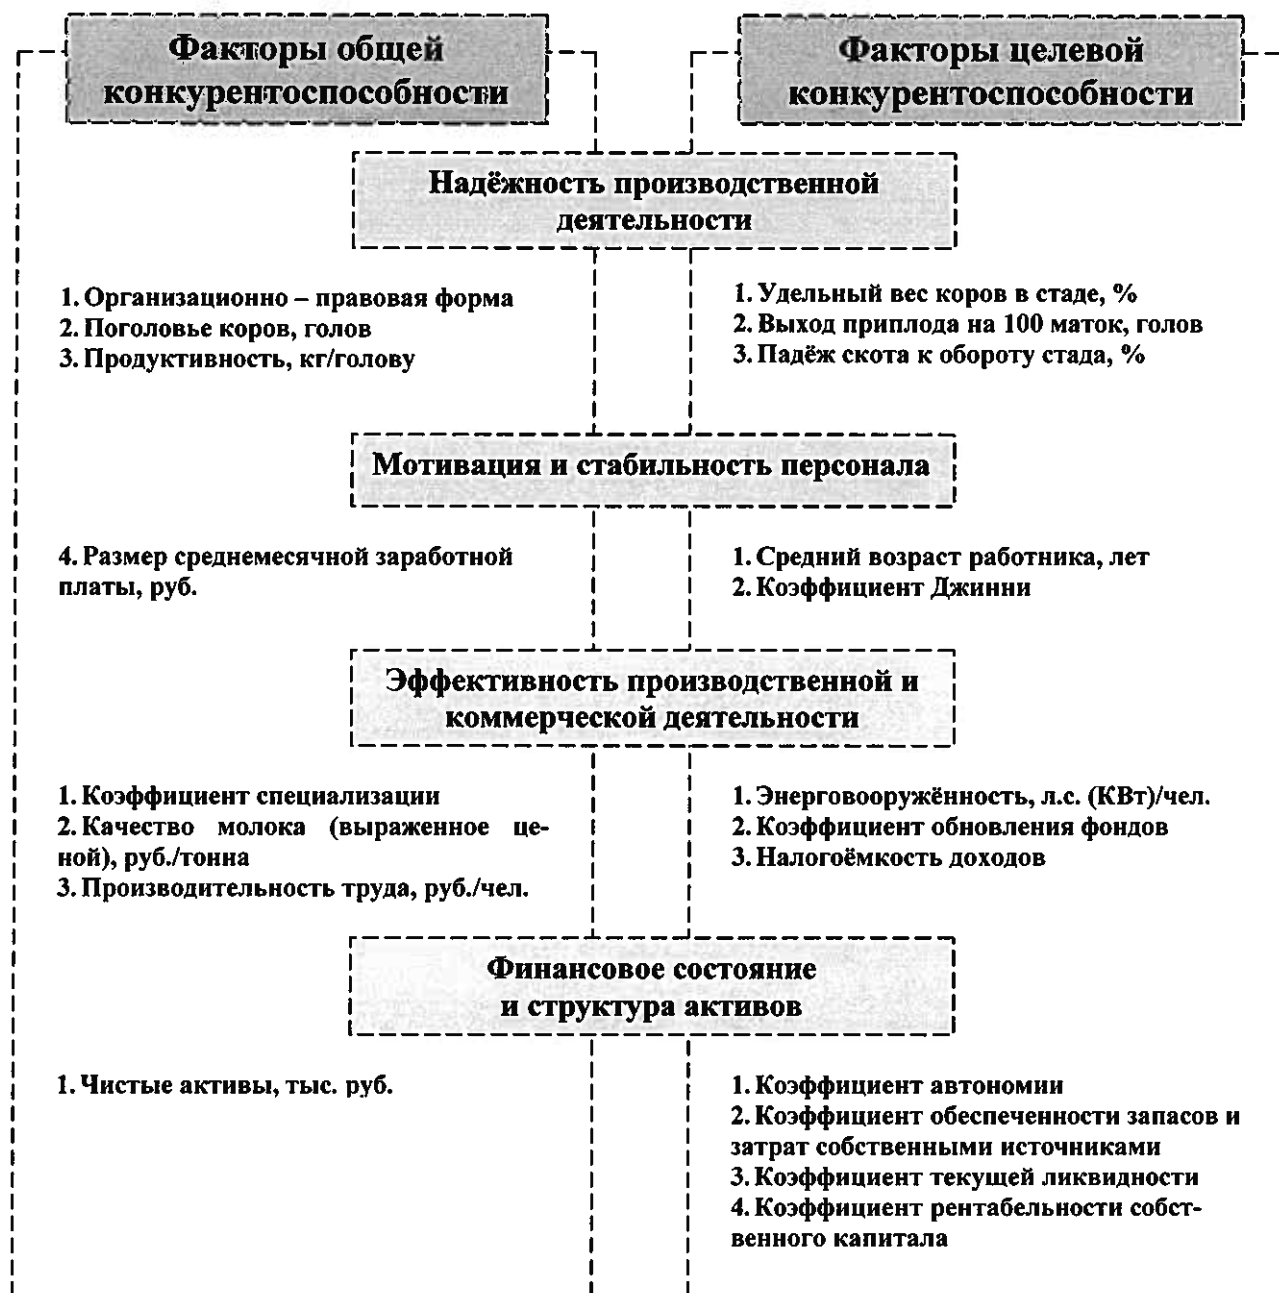 Факторы общей
конкурентоспособности
Факторы целевой
конкурентоспособности
Надёжность производственной
деятельности
1. Организационно – правовая форма
2. Поголовье коров, голов
3. Продуктивность, кг/голову
1. Удельный вес коров в стаде, %
2. Выход приплода на 100 маток, голов
3. Падёж скота к обороту стада, %
Мотивация и стабильность персонала
4. Размер среднемесячной заработной
платы, руб.
1. Средний возраст работника, лет
2. Коэффициент Джинни
Эффективность производственной и
коммерческой деятельности
1. Коэффициент специализации
2. Качество молока (выраженное це-
ной), руб./тонна
3. Производительность труда, руб./чел.
1. Энерговооружённость, л.с. (КВт)/чел.
2. Коэффициент обновления фондов
3. Налогоёмкость доходов
Финансовое состояние
и структура активов
1. Чистые активы, тыс. руб.
1. Коэффициент автономии
2. Коэффициент обеспеченности запасов и
затрат собственными источниками
3. Коэффициент текущей ликвидности
4. Коэффициент рентабельности собст-
венного капитала